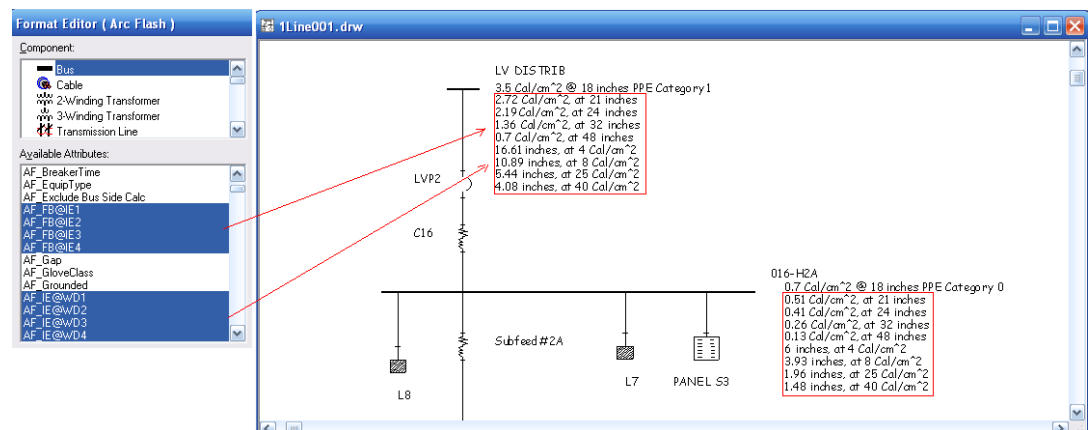 Format Editor ( Arc Flash )
Component:
Bus
Cable
2-Winding Transformer
3-Winding Transformer
Transmission Line
Available Attributes:
AF_BreakerTime
AF_EquipType
AF_Exclude Bus Side Calc
AF_FB@IE1
AF_FB@IE2
AF_FB@IE3
AF_FB@IE4
AF_Gap
AF_GloveClass
AF_Grounded
AF_IE@WD1
AF_IE@WD2
AF_IE@WD3
AF_IE@WD4
1Line001.drw
LV DISTRIB
3.5 Cal/cm^2 @ 18 inches PPE Category 1
2.72 Cal/cm^2, at 21 inches
2.19 Cal/cm^2, at 24 inches
1.36 Cal/cm^2, at 32 inches
0.7 Cal/cm^2, at 48 inches
16.61 inches, at 4 Cal/cm^2
10.89 inches, at 8 Cal/cm^2
5.44 inches, at 25 Cal/cm^2
4.08 inches, at 40 Cal/cm^2
LVP2
C16
016-H2A
0.7 Cal/cm^2 @ 18 inches PPE Category 0
0.51 Cal/cm^2, at 21 inches
0.41 Cal/cm^2, at 24 inches
0.26 Cal/cm^2, at 32 inches
0.13 Cal/cm^2, at 48 inches
6 inches, at 4 Cal/cm^2
3.93 inches, at 8 Cal/cm^2
1.96 inches, at 25 Cal/cm^2
1.48 inches, at 40 Cal/cm^2
Subfeed #2A
L8
L7
PANEL S3